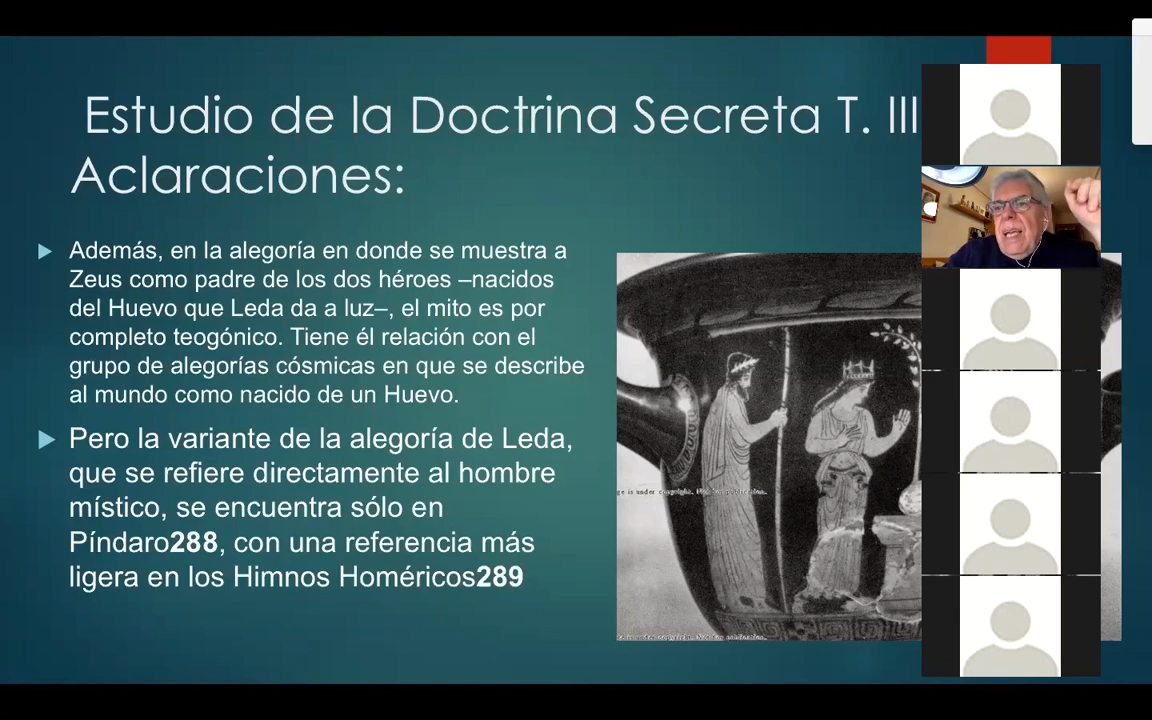 Estudio de la Doctrina Secreta T. III
Aclaraciones:
Además, en la alegoría en donde se muestra a
Zeus como padre de los dos héroes –nacidos
del Huevo que Leda da a luz–, el mito es por
completo teogónico. Tiene él relación con el
grupo de alegorías cósmicas en que se describe
al mundo como nacido de un Huevo.
Pero la variante de la alegoría de Leda,
que se refiere directamente al hombre
místico, se encuentra sólo en
Píndaro288, con una referencia más
ligera en los Himnos Homéricos289